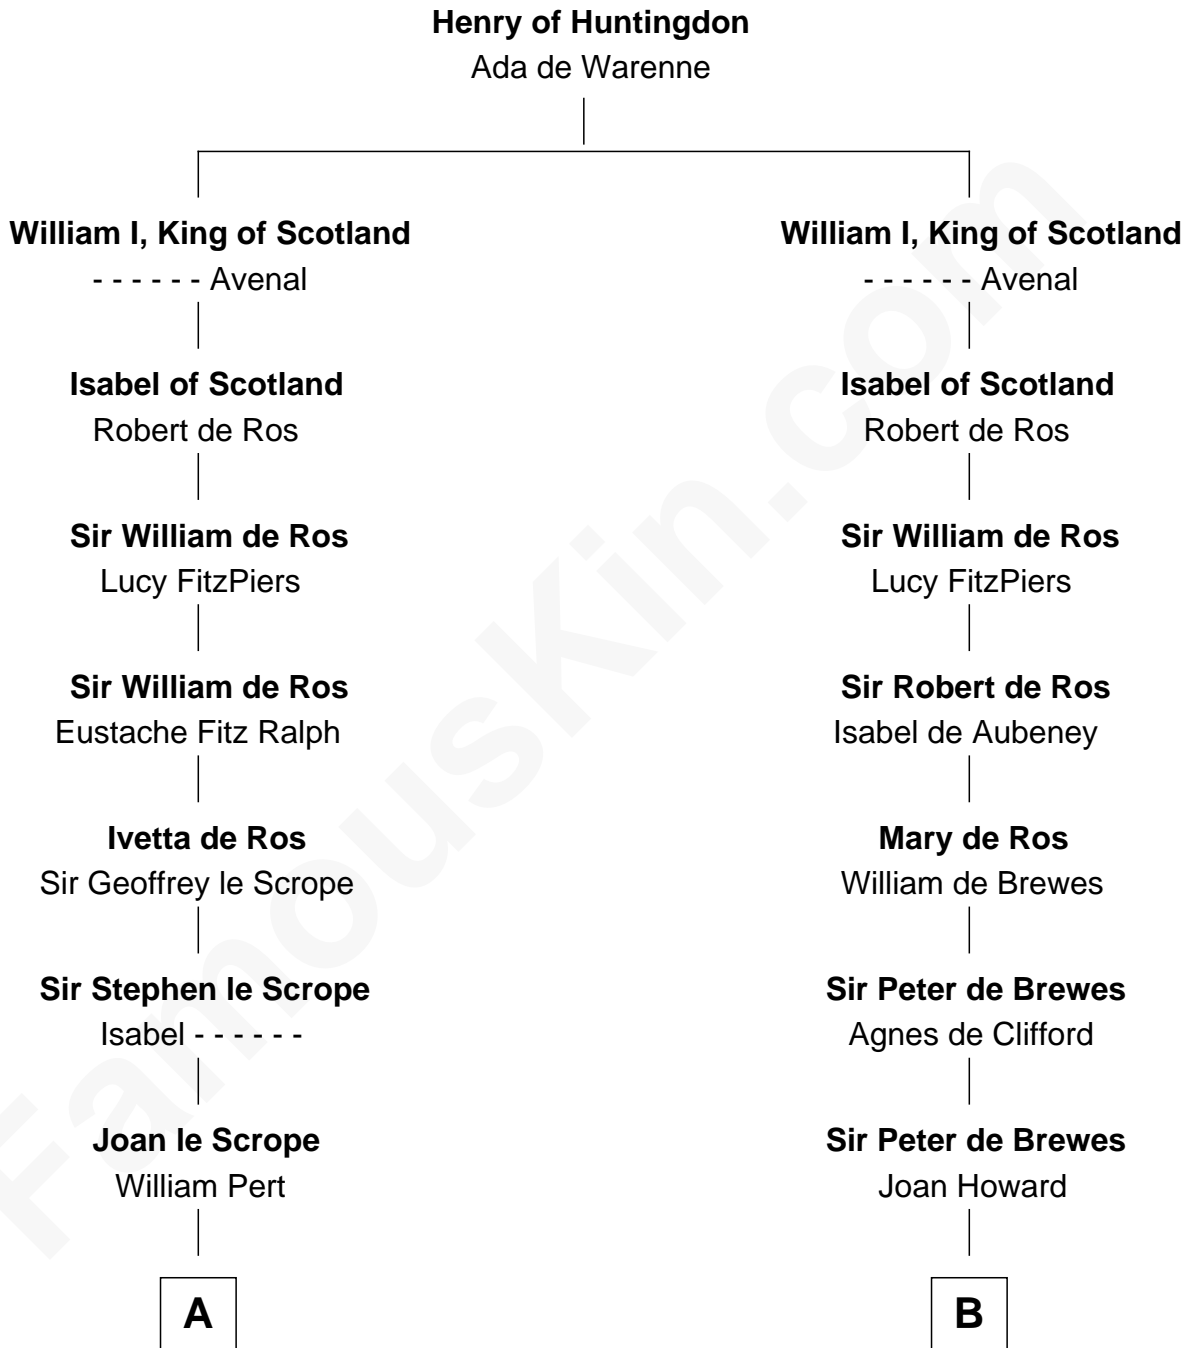 Henry of Huntingdon
Ada de Warenne
William I, King of Scotland
- - - - - - Avenal
William I, King of Scotland
- - - - - - Avenal
Isabel of Scotland
Robert de Ros
Isabel of Scotland
Robert de Ros
Sir William de Ros
Lucy FitzPiers
Sir William de Ros
Lucy FitzPiers
Sir William de Ros
Eustache Fitz Ralph
Sir Robert de Ros
Isabel de Aubeney
Ivetta de Ros
Sir Geoffrey le Scrope
Mary de Ros
William de Brewes
Sir Stephen le Scrope
Isabel - - - - - -
Sir Peter de Brewes
Agnes de Clifford
Joan le Scrope
William Pert
Sir Peter de Brewes
Joan Howard
A
B
FamousKin.com